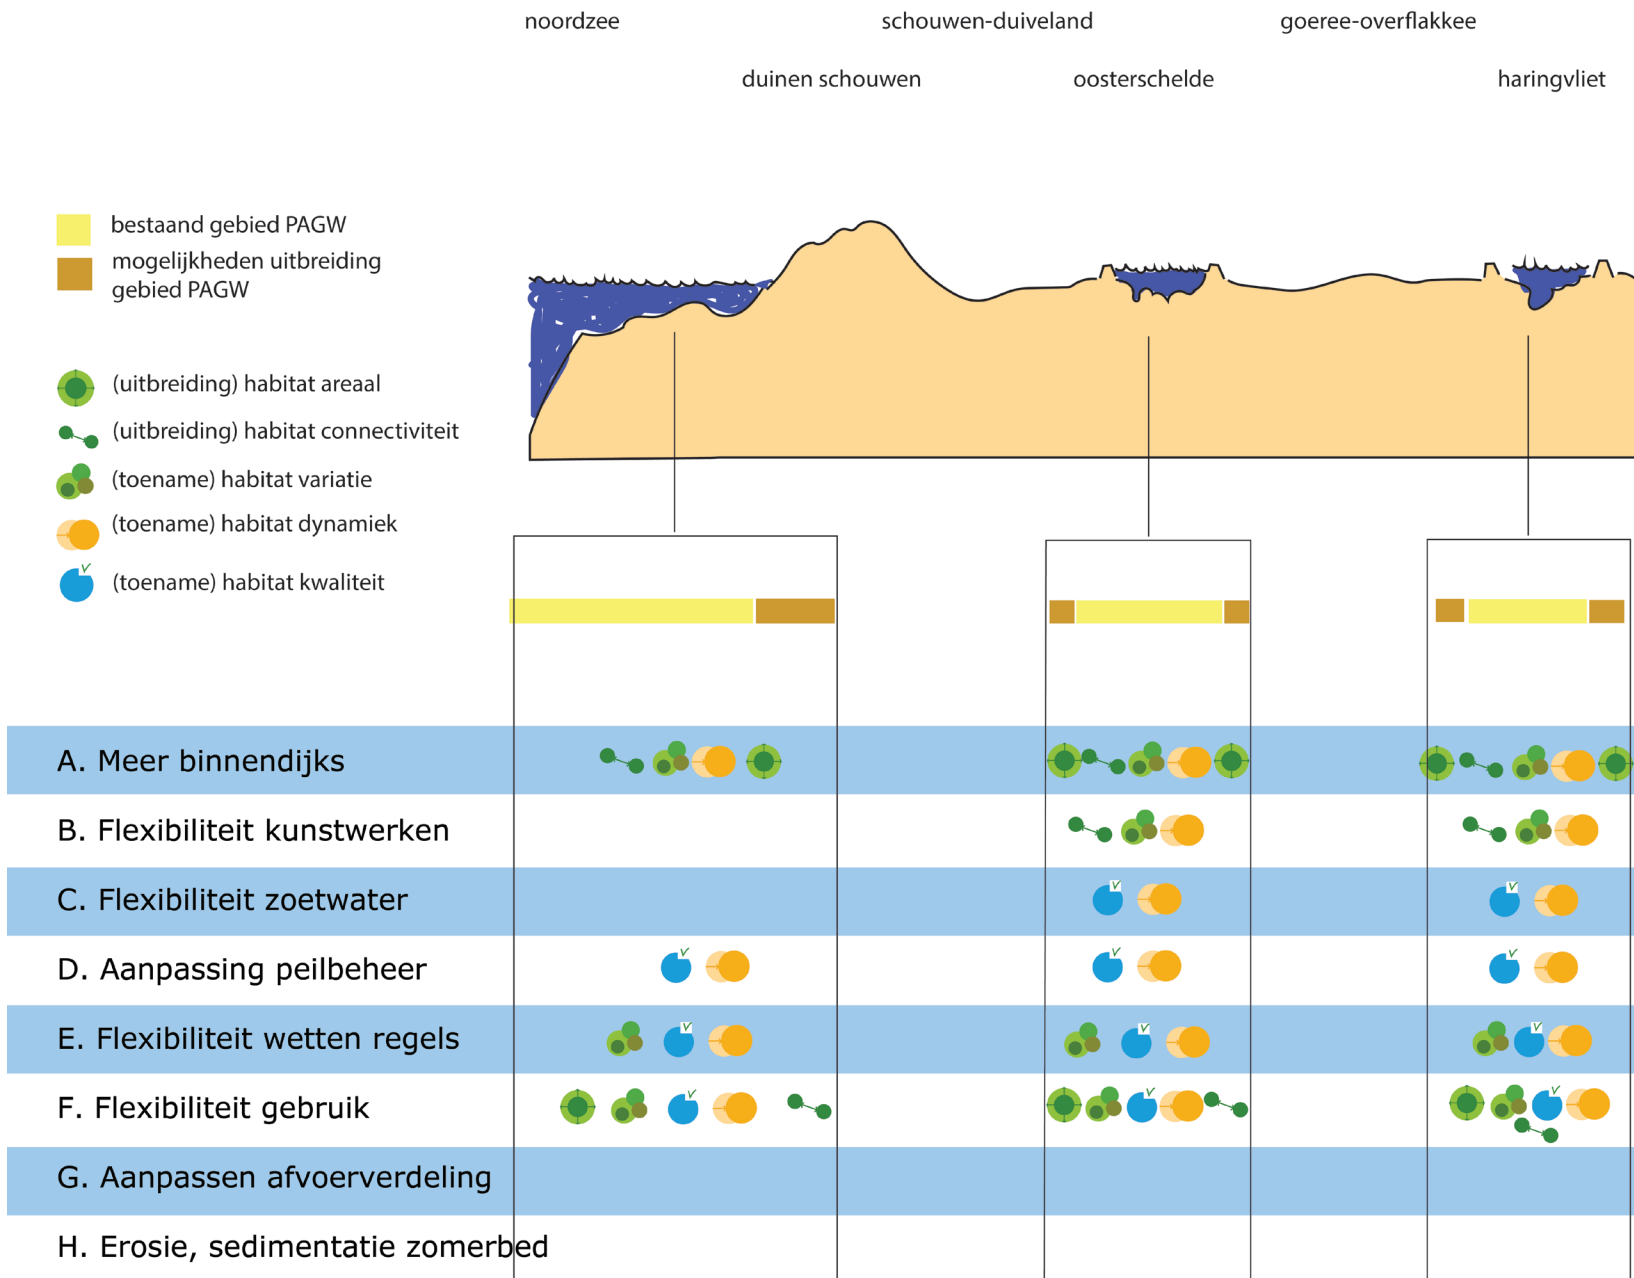 noordzee
schouwen-duiveland
goeree-overflakkee
duinen schouwen
oosterschelde
haringvliet
bestaand gebied PAGW
mogelijkheden uitbreiding
gebied PAGW
(uitbreiding) habitat areaal
(uitbreiding) habitat connectiviteit
(toename) habitat variatie
(toename) habitat dynamiek
(toename) habitat kwaliteit
A. Meer binnendijks
B. Flexibiliteit kunstwerken
C. Flexibiliteit zoetwater
D. Aanpassing peilbeheer
E. Flexibiliteit wetten regels
F. Flexibiliteit gebruik
G. Aanpassen afvoerverdeling
H. Erosie, sedimentatie zomerbed